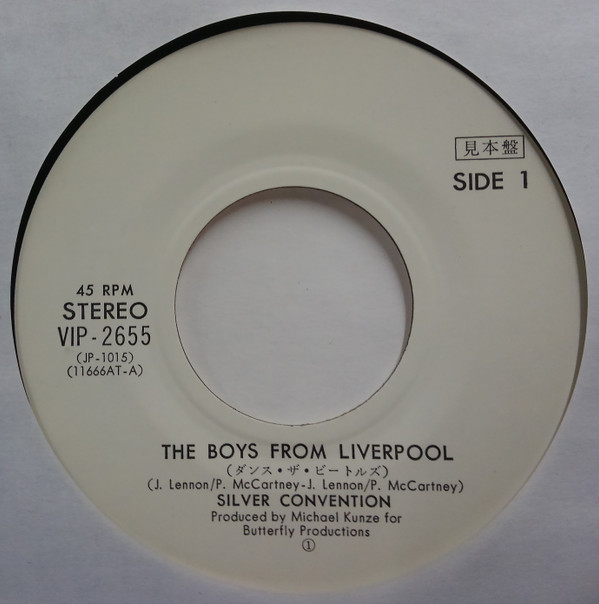 見本盤
SIDE 1
45 RPM
STEREO
VIP-2655
(JP-1015)
(11666AT-A)
THE BOYS FROM LIVERPOOL
(ダンス・ザ・ビートルズ)
(J. Lennon/P. McCartney-J. Lennon/P. McCartney)
SILVER CONVENTION
Produced by Michael Kunze for
Butterfly Productions
①